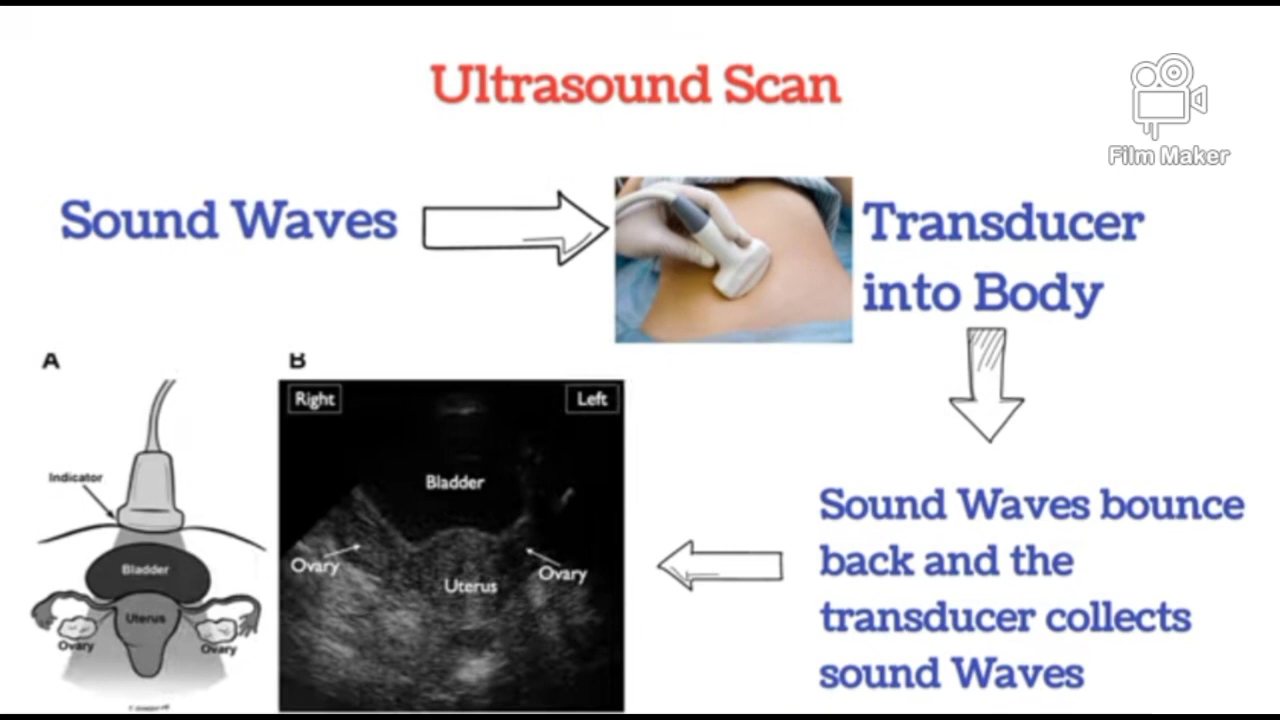 Ultrasound Scan
Film Maker
Sound Waves
Transducer
into Body
A
B
Indicator
Bladder
Uterus
Ovary
Ovary
Right
Left
Bladder
Ovary
Ovary
Uterus
Sound Waves bounce
back and the
transducer collects
sound Waves